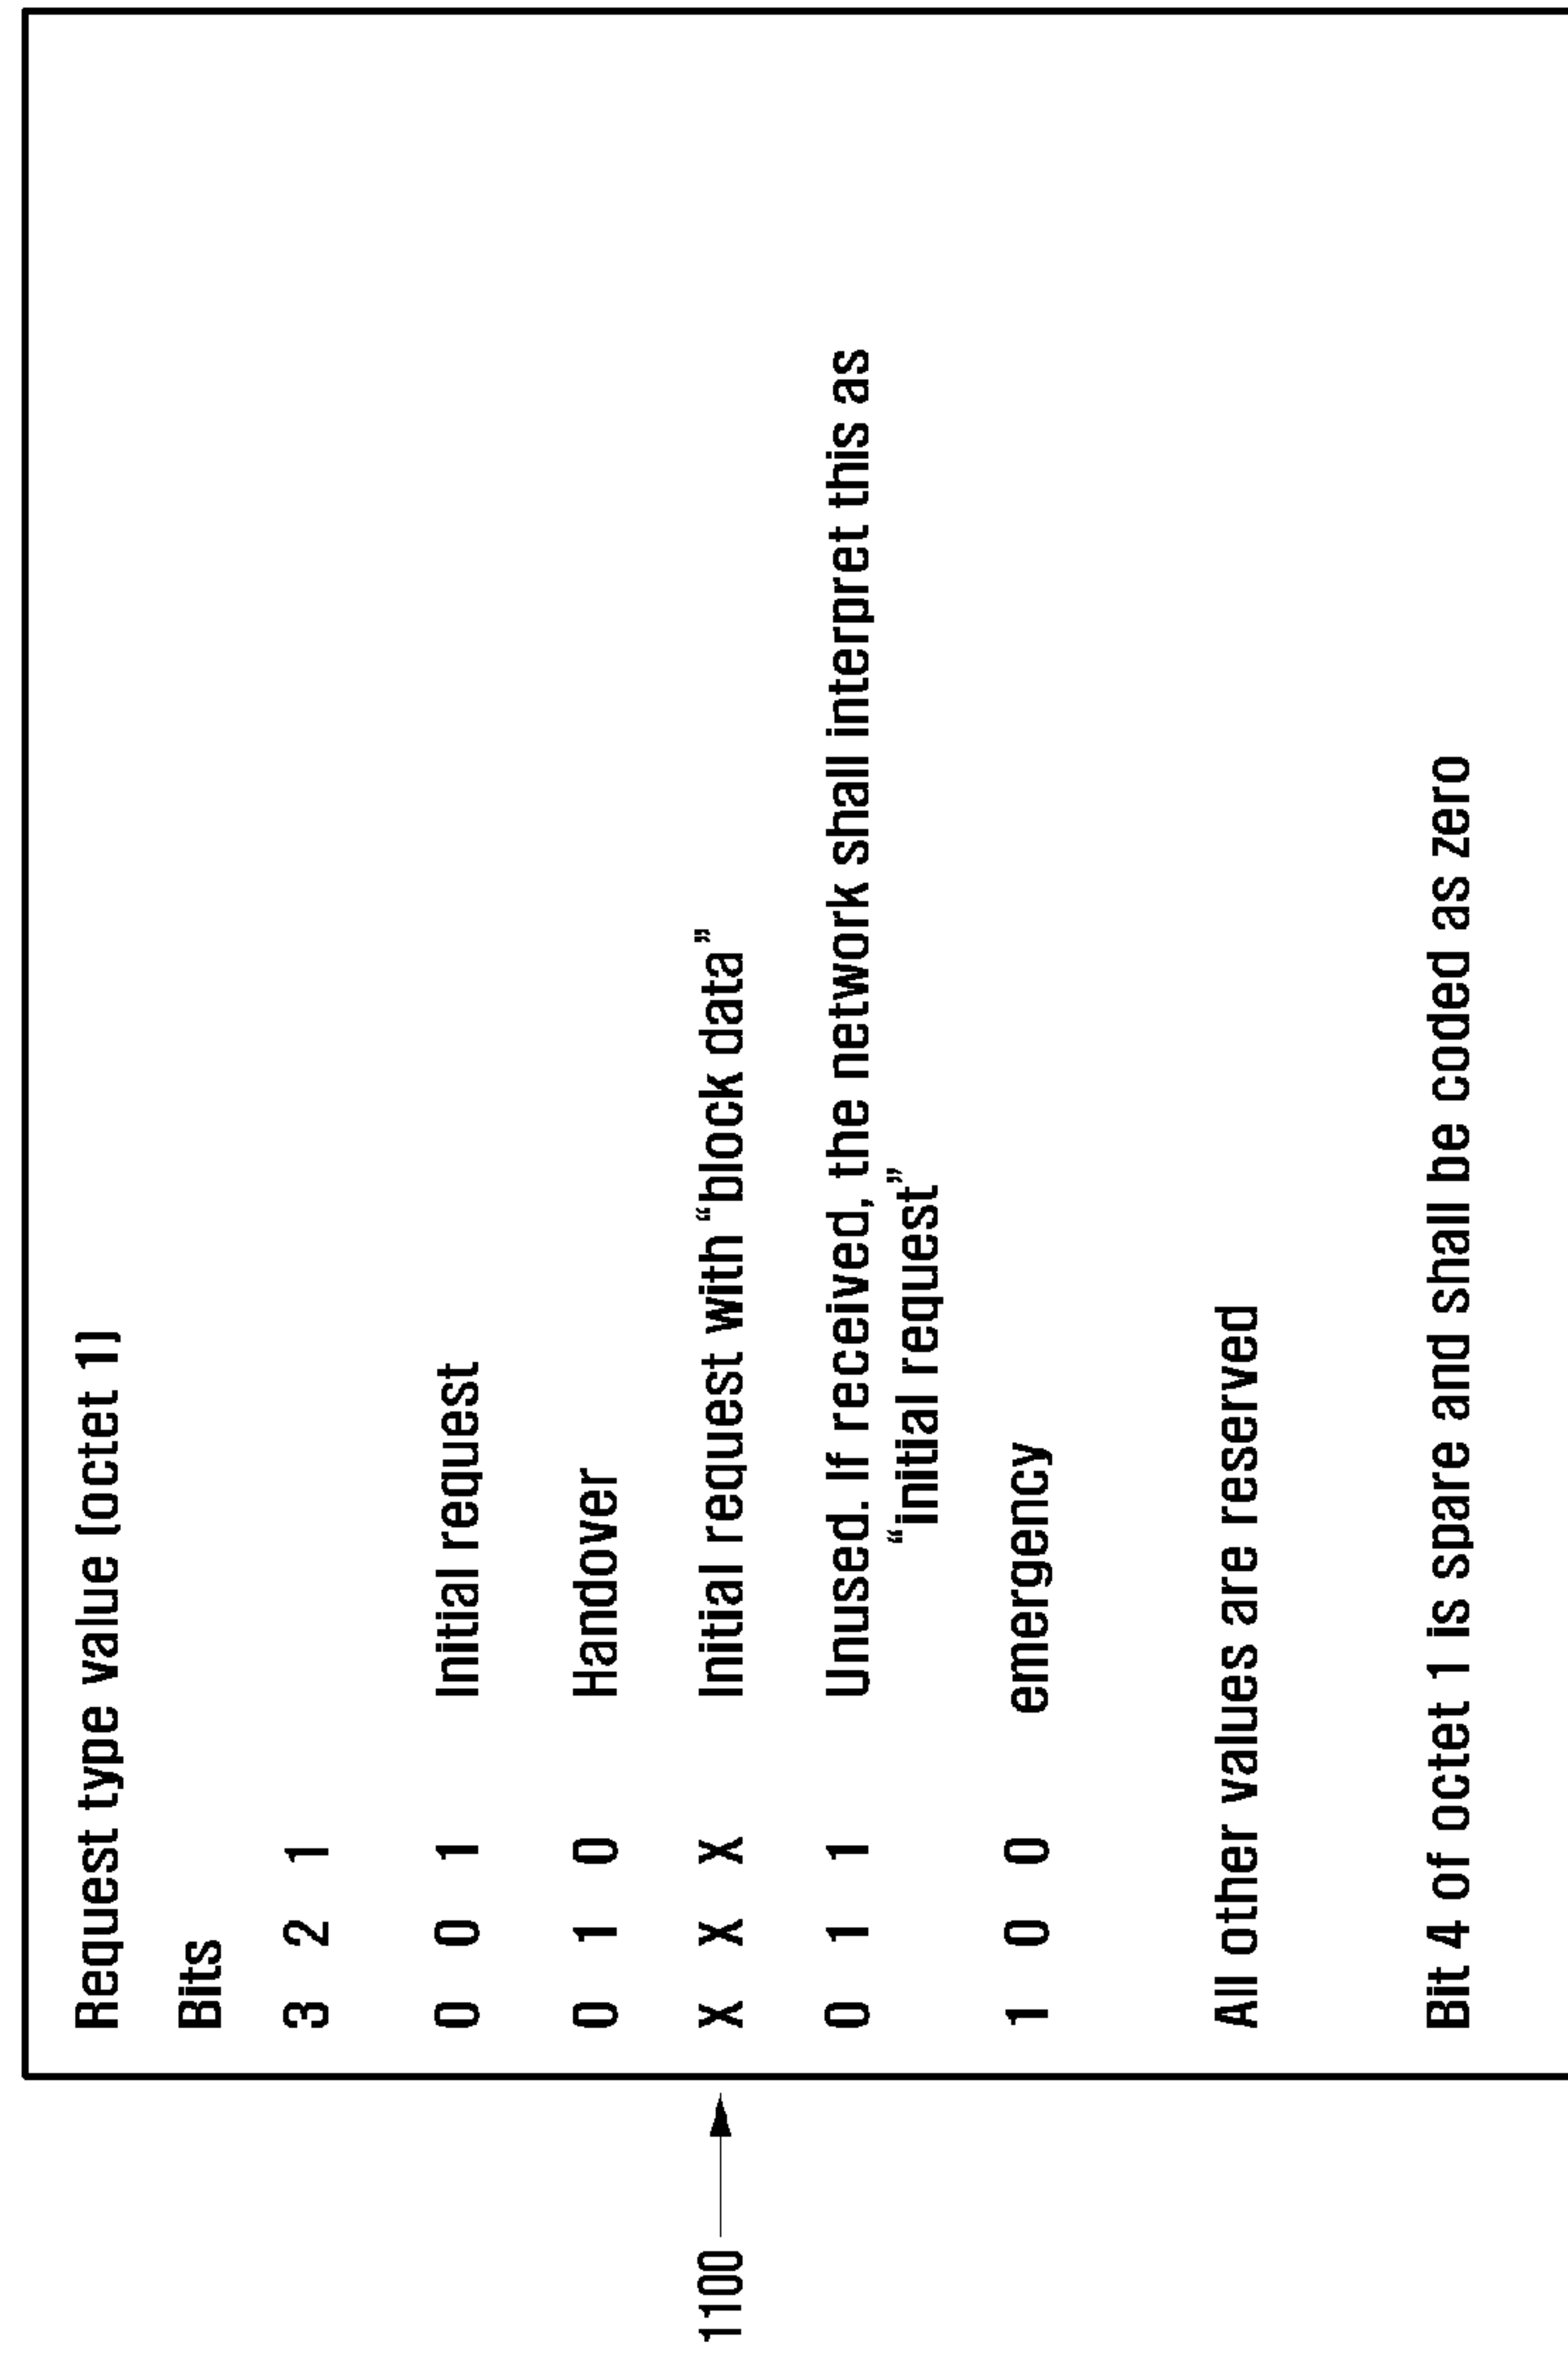 Request type value (octet 1)
Bits
3 2 1
0 0 1 Initial request
0 1 0 Handover
1100
X X X Initial request with “block data”
0 1 1 Unused. If received, the network shall interpret this as
“initial request”
1 0 0 emergency
All other values are reserved
Bit 4 of octet 1 is spare and shall be coded as zero